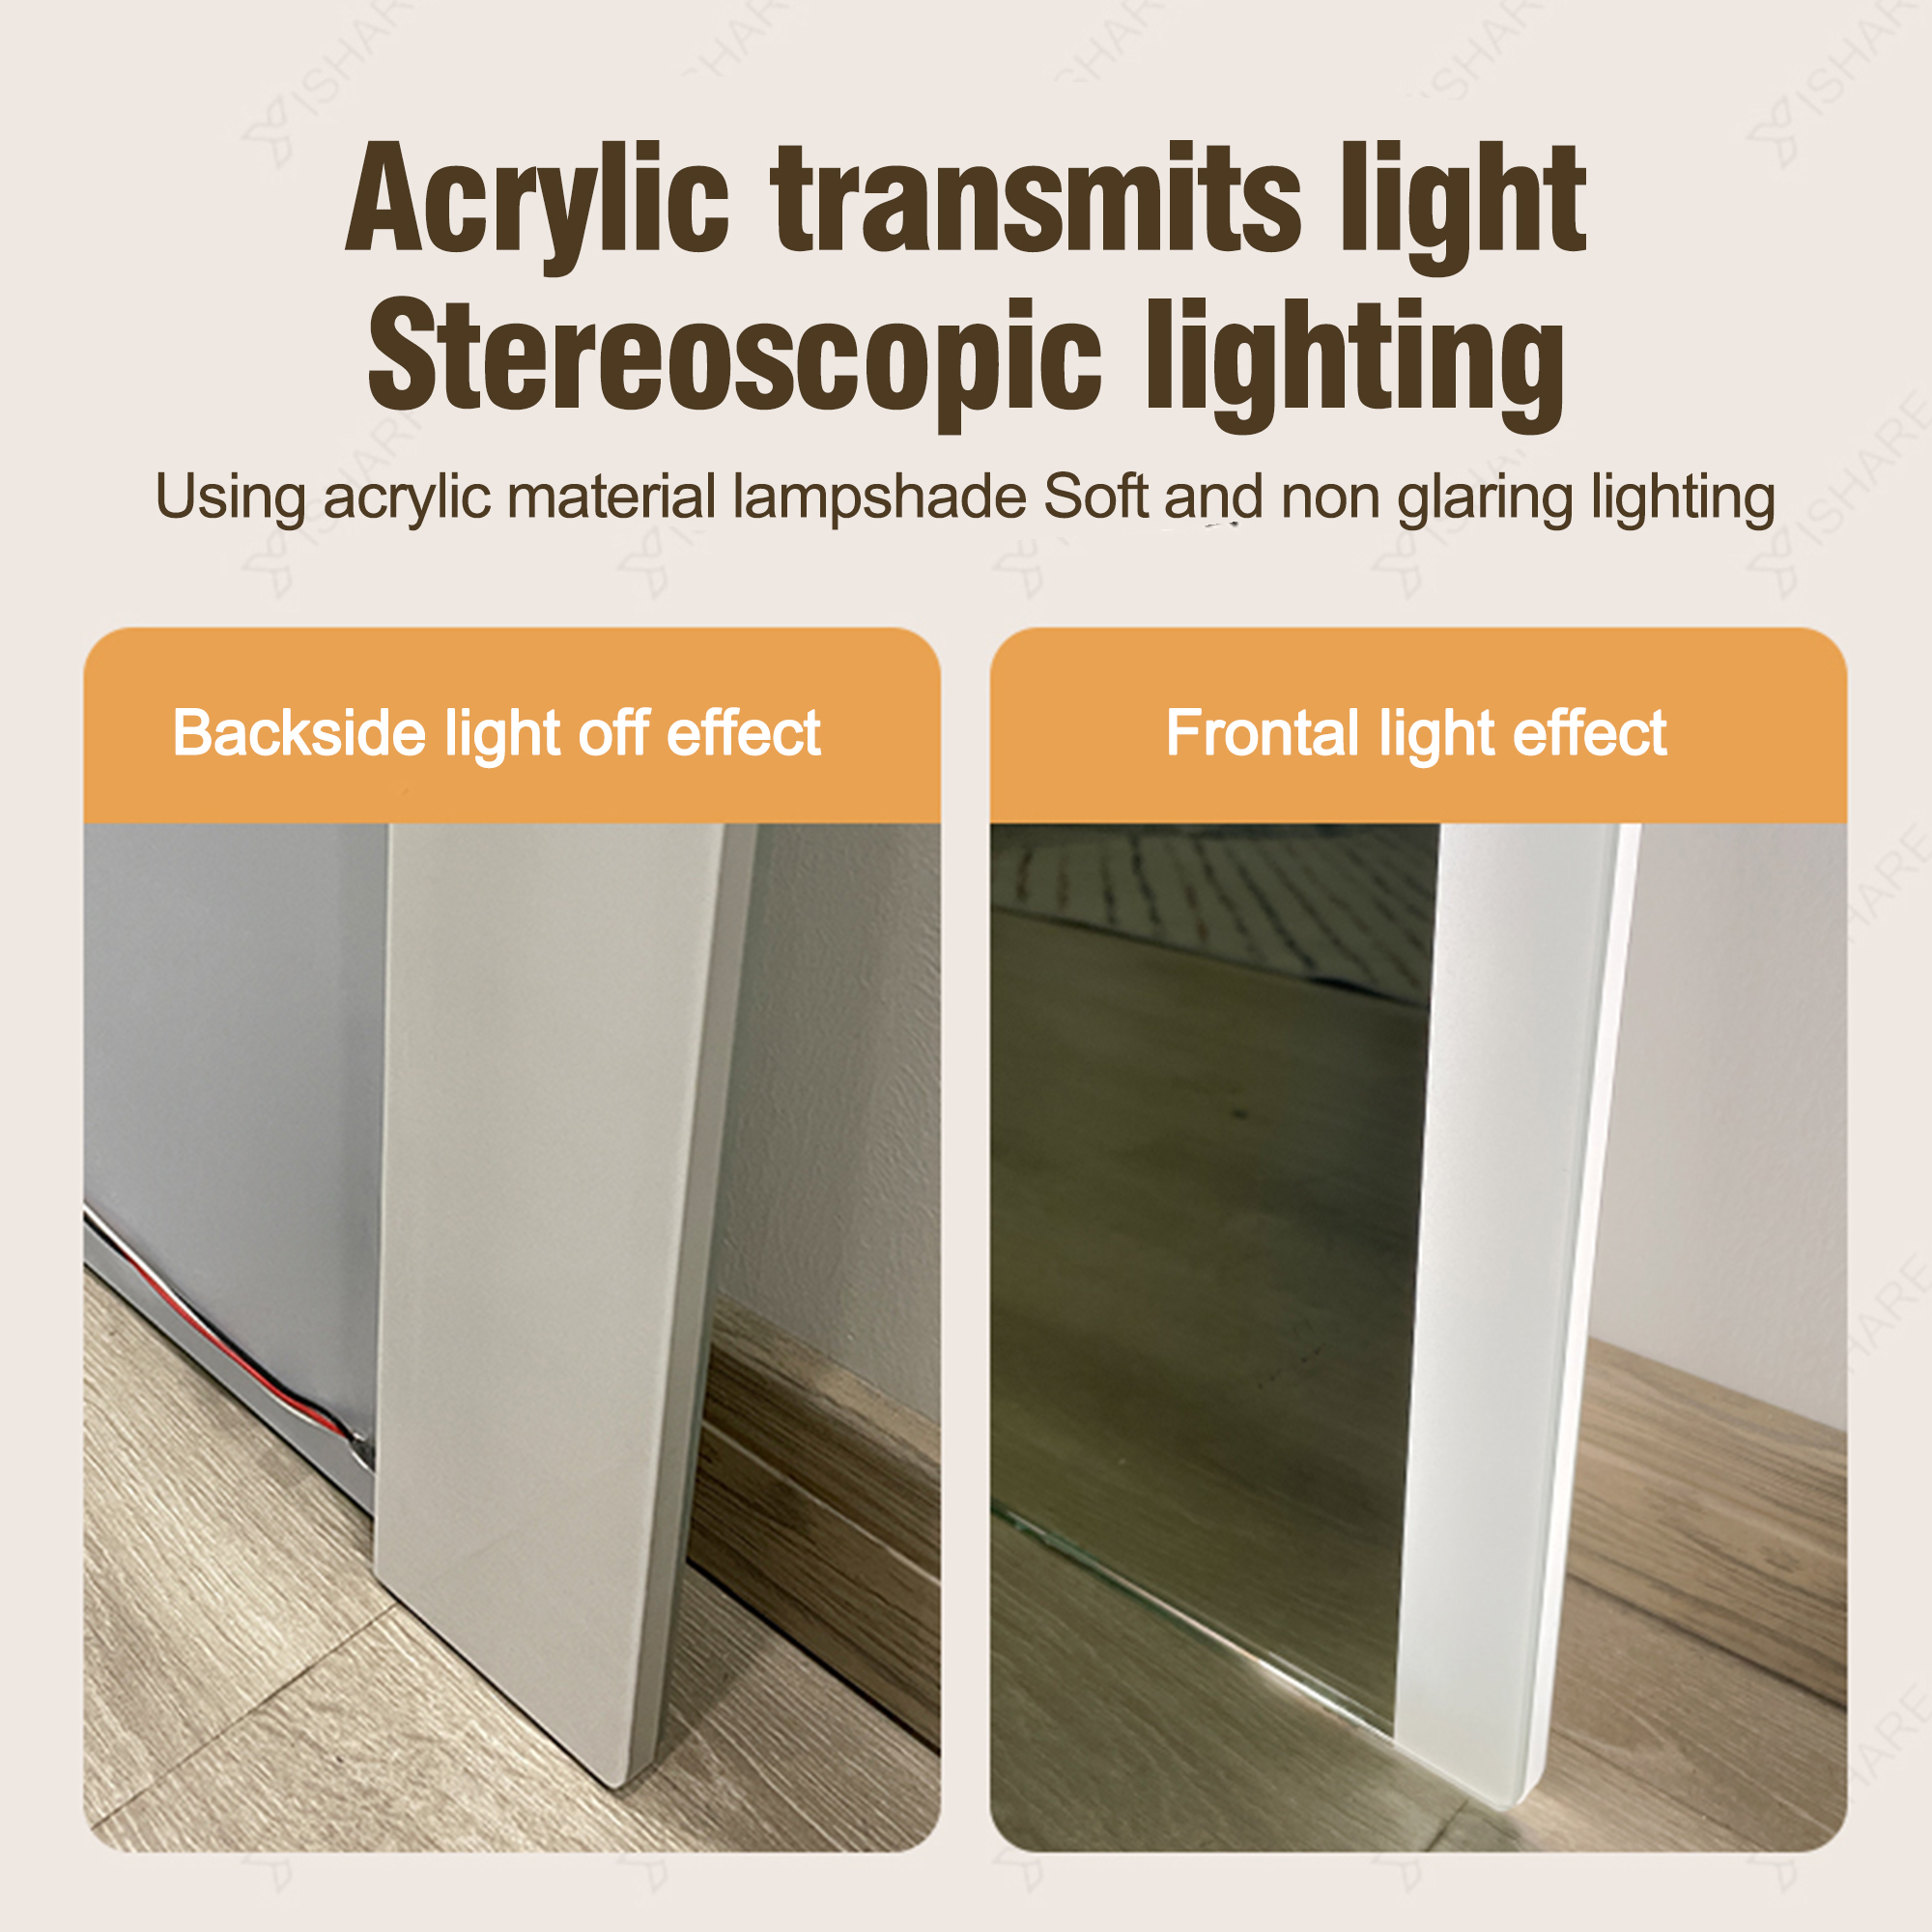 Acrylic transmits light
Stereoscopic lighting
Using acrylic material lampshade Soft and non glaring lighting
Backside light off effect
Frontal light effect
YISHARE